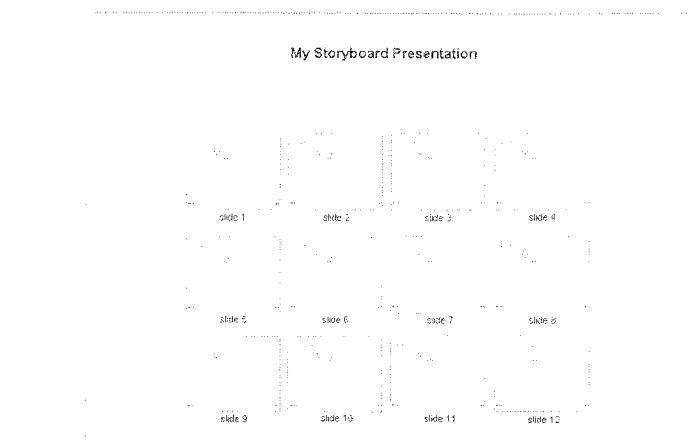 My Storyboard Presentation
slide 1 slide 2 slide 3 slide 4
slide 5 slide 6 slide 7 slide 8
slide 9 slide 10 slide 11 slide 12